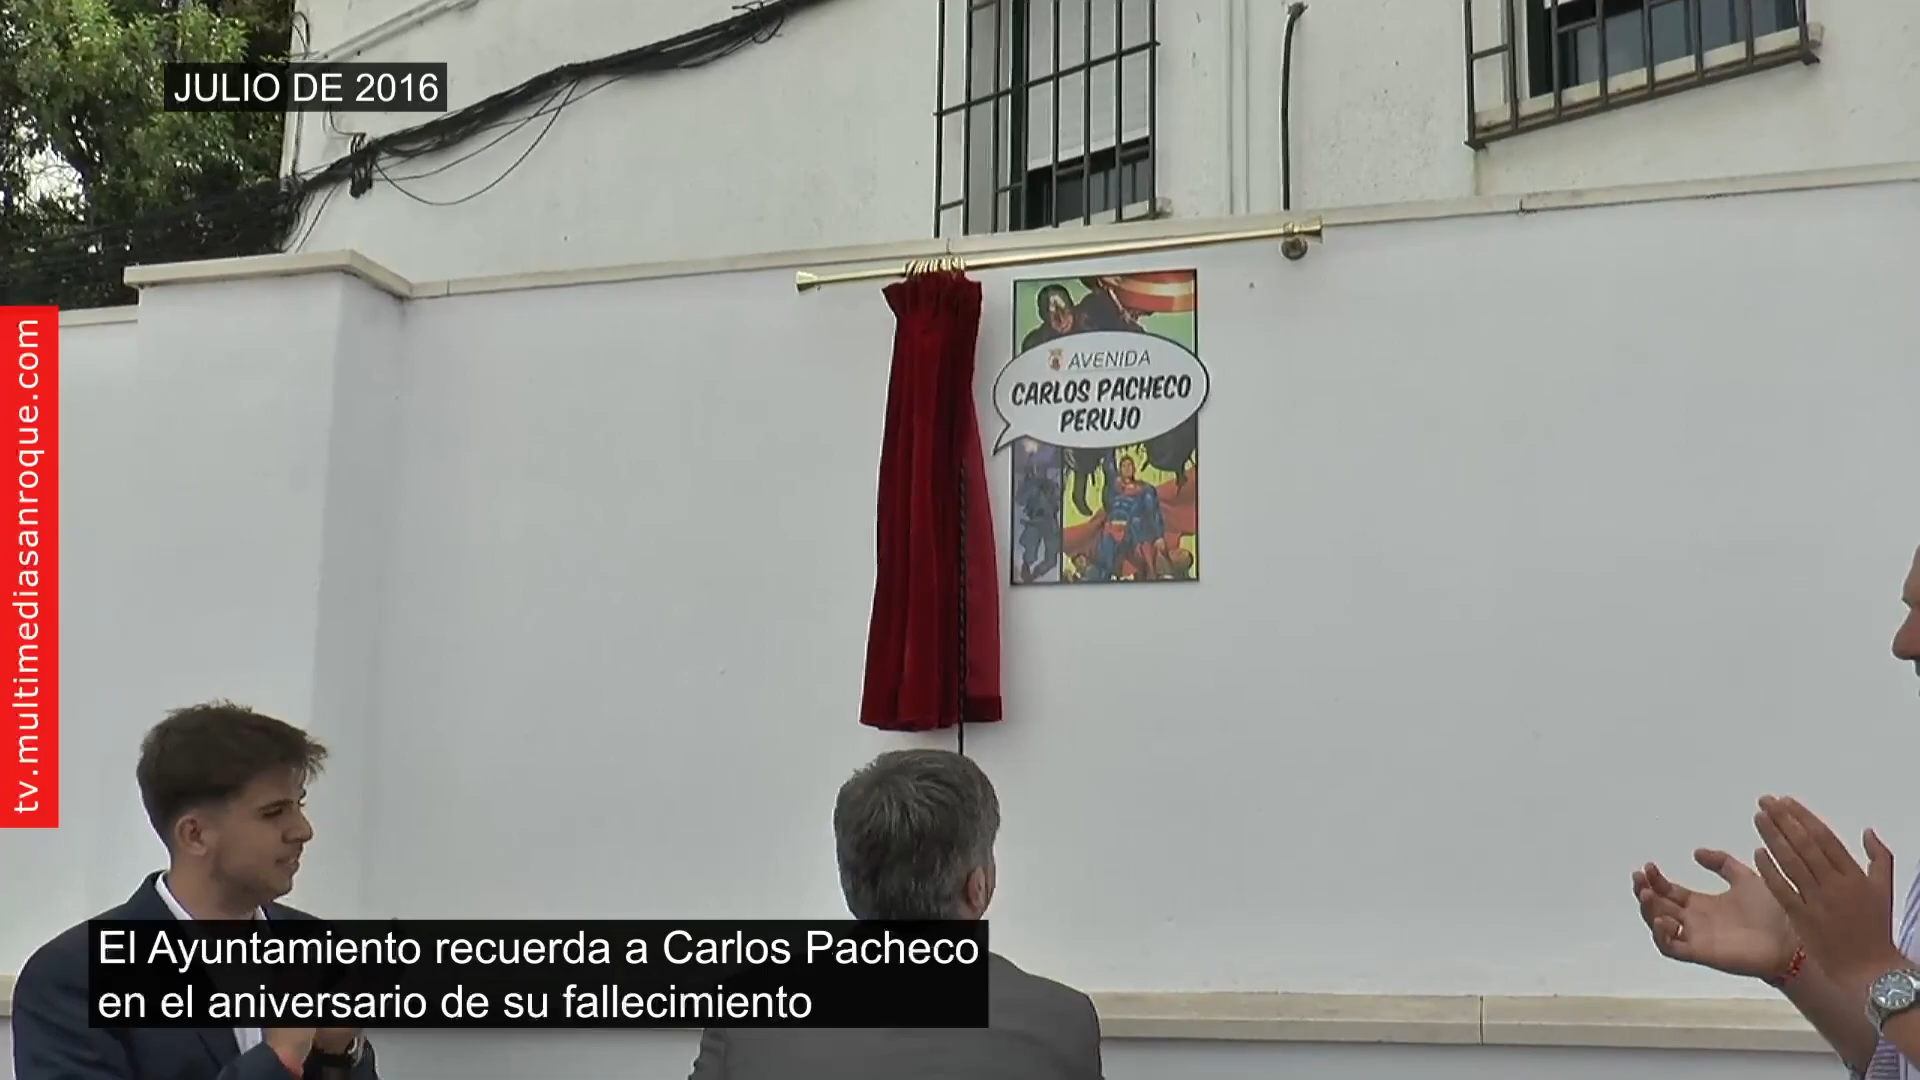 JULIO DE 2016
AVENIDA
CARLOS PACHECO
PERUJO
tv.multimediasanroque.com
El Ayuntamiento recuerda a Carlos Pacheco
en el aniversario de su fallecimiento